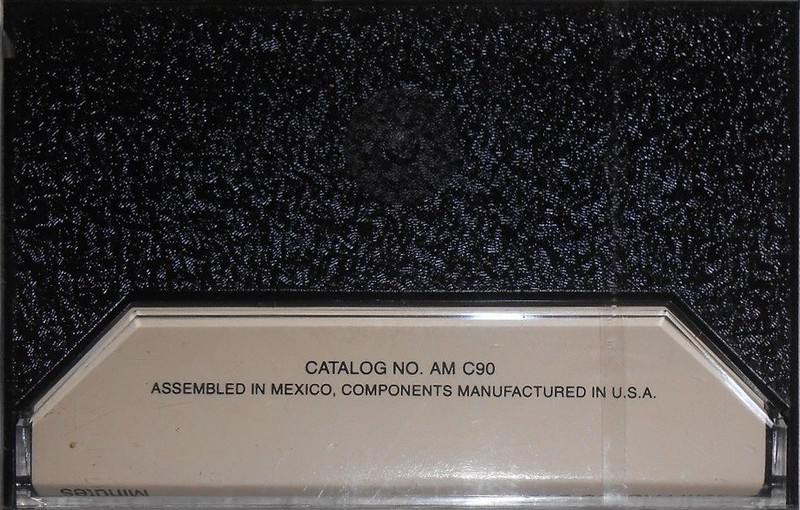 CATALOG NO. AM C90
ASSEMBLED IN MEXICO, COMPONENTS MANUFACTURED IN U.S.A.
Minutes